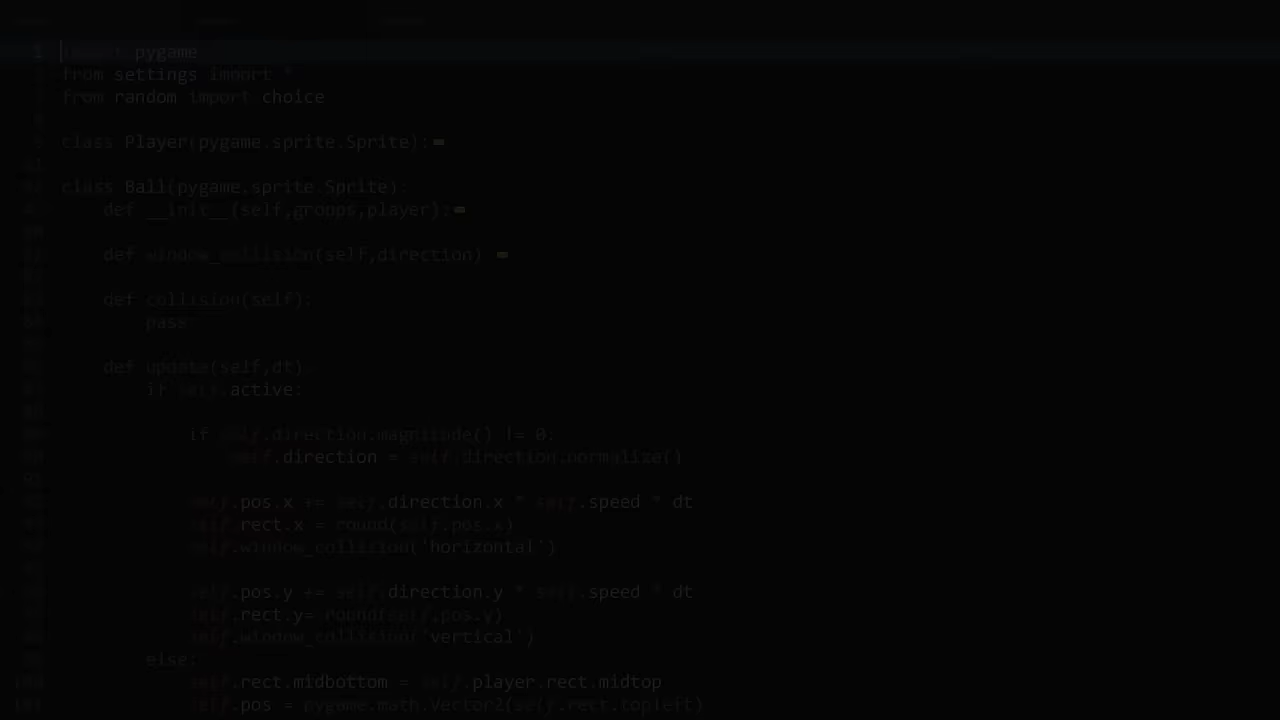 import pygame
from settings import *
from random import choice
class Player(pygame.sprite.Sprite):
class Ball(pygame.sprite.Sprite):
def __init__(self,groups,player):
def window_collision(self,direction)
def collision(self):
pass
def update(self,dt):
if self.active:
if self.direction.magnitude() != 0:
self.direction = self.direction.normalize()
self.pos.x += self.direction.x * self.speed * dt
self.rect.x = round(self.pos.x)
self.window_collision('horizontal')
self.pos.y += self.direction.y * self.speed * dt
self.rect.y= round(self.pos.y)
self.window_collision('vertical')
else:
100 self.rect.midbottom = self.player.rect.midtop
101 self.pos = pygame.math.Vector2(self.rect.topleft)